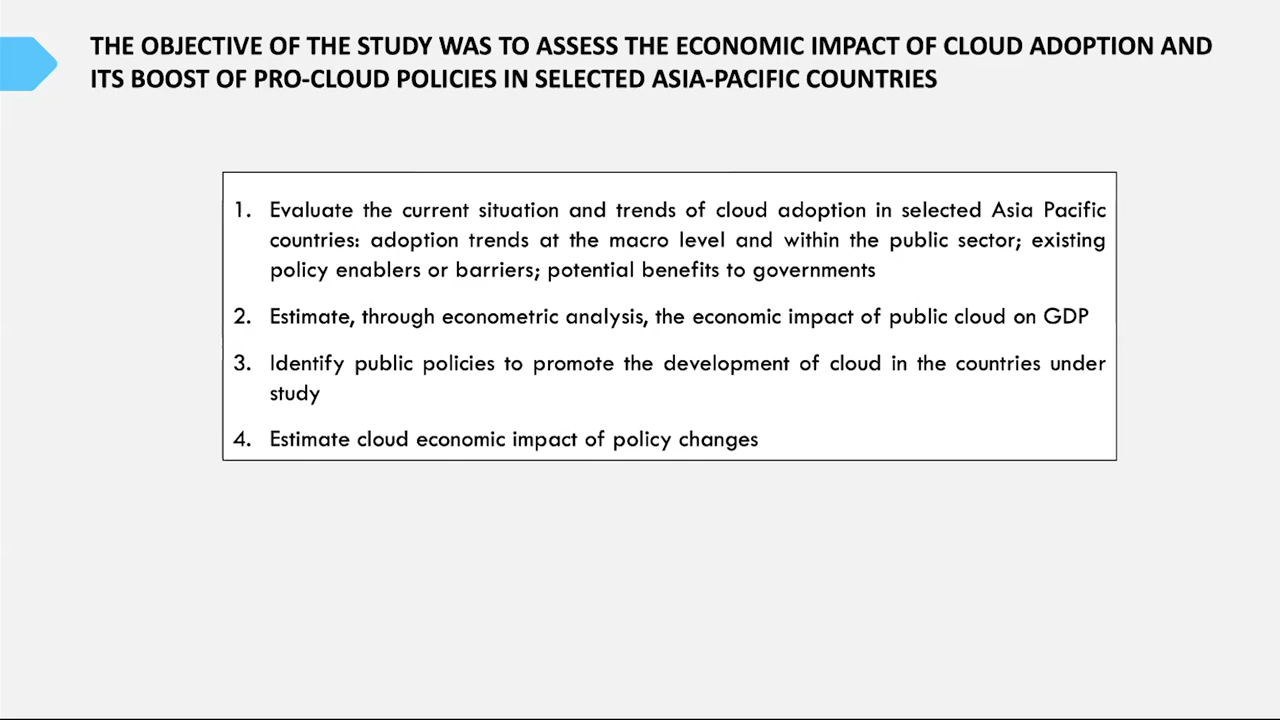 THE OBJECTIVE OF THE STUDY WAS TO ASSESS THE ECONOMIC IMPACT OF CLOUD ADOPTION AND
ITS BOOST OF PRO-CLOUD POLICIES IN SELECTED ASIA-PACIFIC COUNTRIES
1. Evaluate the current situation and trends of cloud adoption in selected Asia Pacific
countries: adoption trends at the macro level and within the public sector; existing
policy enablers or barriers; potential benefits to governments
2. Estimate, through econometric analysis, the economic impact of public cloud on GDP
3. Identify public policies to promote the development of cloud in the countries under
study
4. Estimate cloud economic impact of policy changes